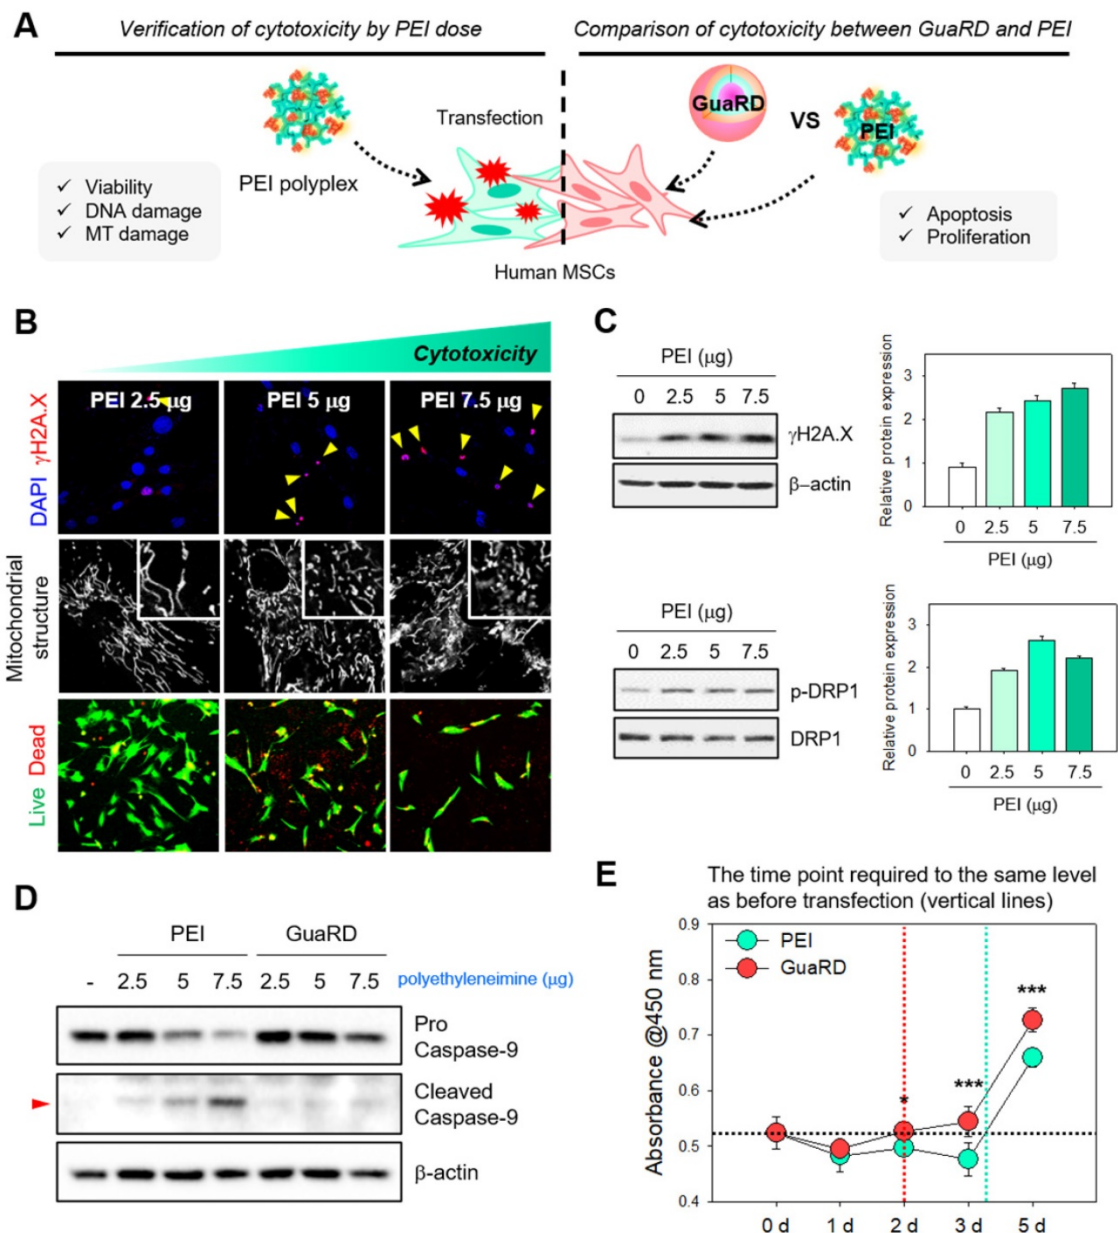 A
Verification of cytotoxicity by PEI dose
Comparison of cytotoxicity between GuaRD and PEI
GuaRD
VS
PEI
Transfection
PEI polyplex
✓ Viability
✓ DNA damage
✓ MT damage
✓ Apoptosis
✓ Proliferation
Human MSCs
B
Cytotoxicity
PEI 2.5 μg
PEI 5 μg
PEI 7.5 μg
DAPI γH2A.X
Mitochondrial
structure
Live Dead
C
PEI (μg)
0 2.5 5 7.5
γH2A.X
β–actin
Relative protein expression
3
2
1
0
0 2.5 5 7.5
PEI (μg)
PEI (μg)
0 2.5 5 7.5
p-DRP1
DRP1
Relative protein expression
3
2
1
0
0 2.5 5 7.5
PEI (μg)
D
PEI GuaRD
- 2.5 5 7.5 2.5 5 7.5 polyethyleneimine (μg)
Pro
Caspase-9
Cleaved
Caspase-9
β-actin
E
The time point required to the same level
as before transfection (vertical lines)
Absorbance @450 nm
0.9
0.8
0.7
0.6
0.5
0.4
PEI
GuaRD
*
***
***
0 d 1 d 2 d 3 d 5 d